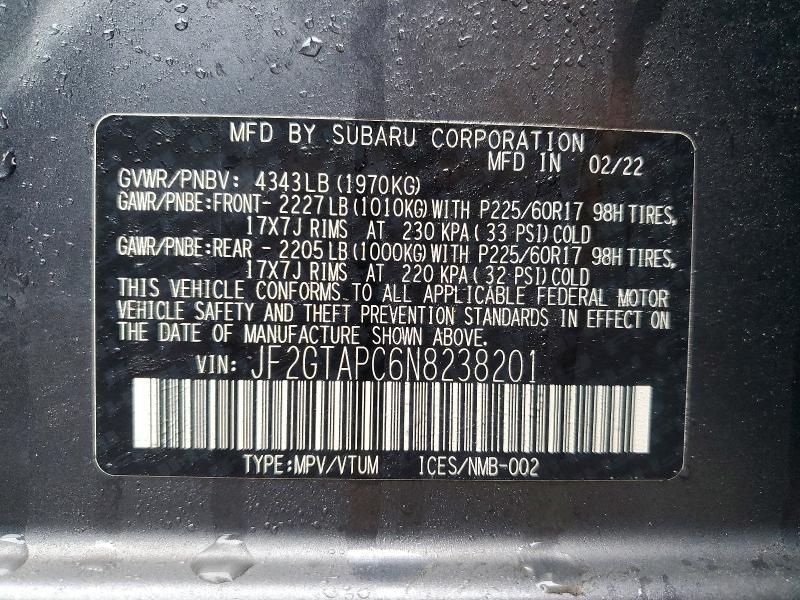 MFD BY SUBARU CORPORATION
MFD IN 02/22
GVWR/PNBV: 4343LB (1970KG)
GAWR/PNBE:FRONT- 2227LB (1010KG) WITH P225/60R17 98H TIRES,
17X7J RIMS AT 230 KPA( 33 PSI) COLD
GAWR/PNBE:REAR - 2205LB (1000KG) WITH P225/60R17 98H TIRES,
17X7J RIMS AT 220 KPA( 32 PSI) COLD
THIS VEHICLE CONFORMS TO ALL APPLICABLE FEDERAL MOTOR
VEHICLE SAFETY AND THEFT PREVENTION STANDARDS IN EFFECT ON
THE DATE OF MANUFACTURE SHOWN ABOVE.
VIN: JF2GTAPC6N8238201
TYPE:MPV/VTUM ICES/NMB-002